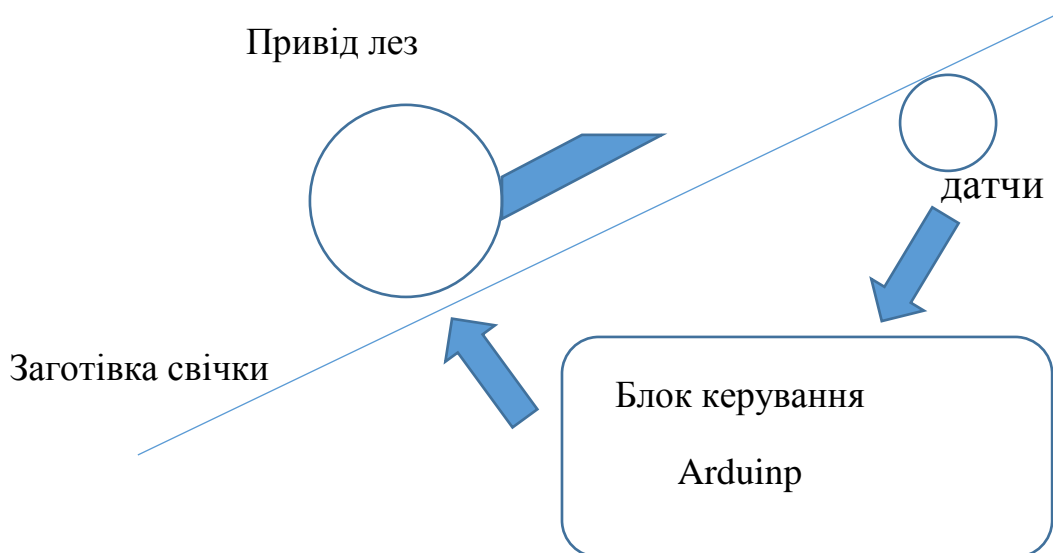 Привід лез
датчи
Заготівка свічки
Блок керування
Arduinp